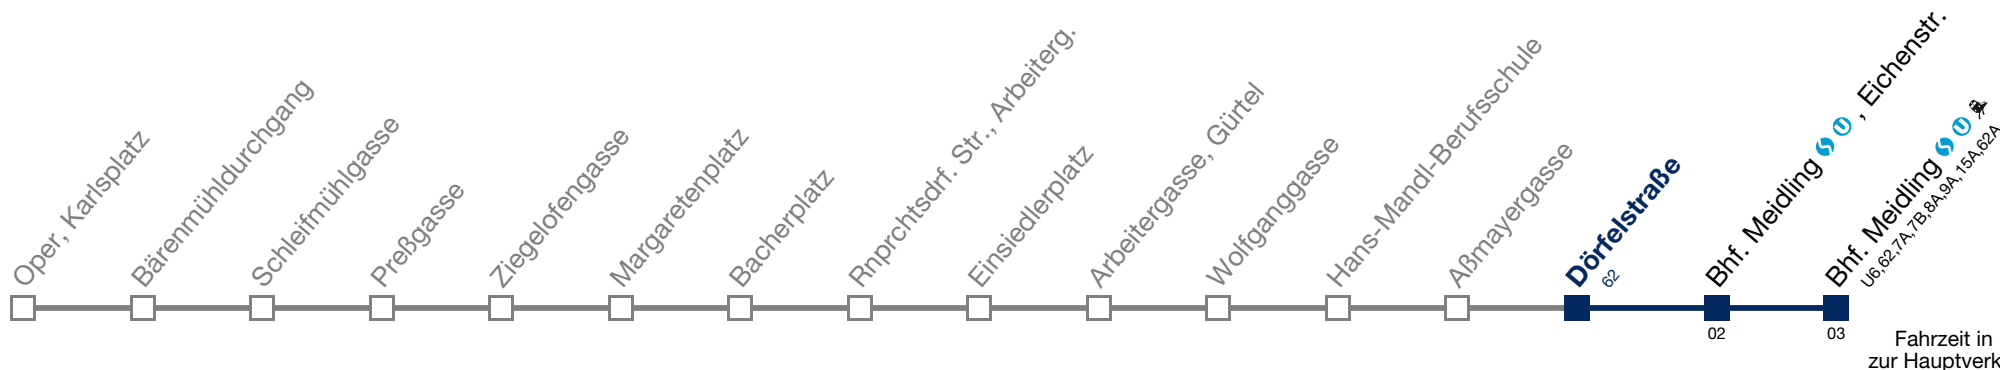 Oper, Karlsplatz
Bärenmühldurchgang
Schleifmühlgasse
Preßgasse
Ziegelofengasse
Margaretenplatz
Bacherplatz
Rnprchtsdrf. Str., Arbeiterg.
Einsiedlerplatz
Arbeitergasse, Gürtel
Wolfganggasse
Hans-Mandl-Berufsschule
Aßmayergasse
Dörfelstraße
62
Bhf. Meidling S U , Eichenstr.
Bhf. Meidling S U
U6,62,7A,7B,8A,9A,15A,62A
02
03
Fahrzeit in
zur Hauptverk